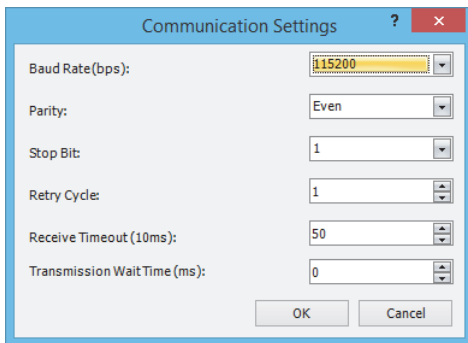 Communication Settings ? ×
Baud Rate(bps): 115200
Parity: Even
Stop Bit: 1
Retry Cycle: 1
Receive Timeout (10ms): 50
Transmission Wait Time (ms): 0
OK Cancel